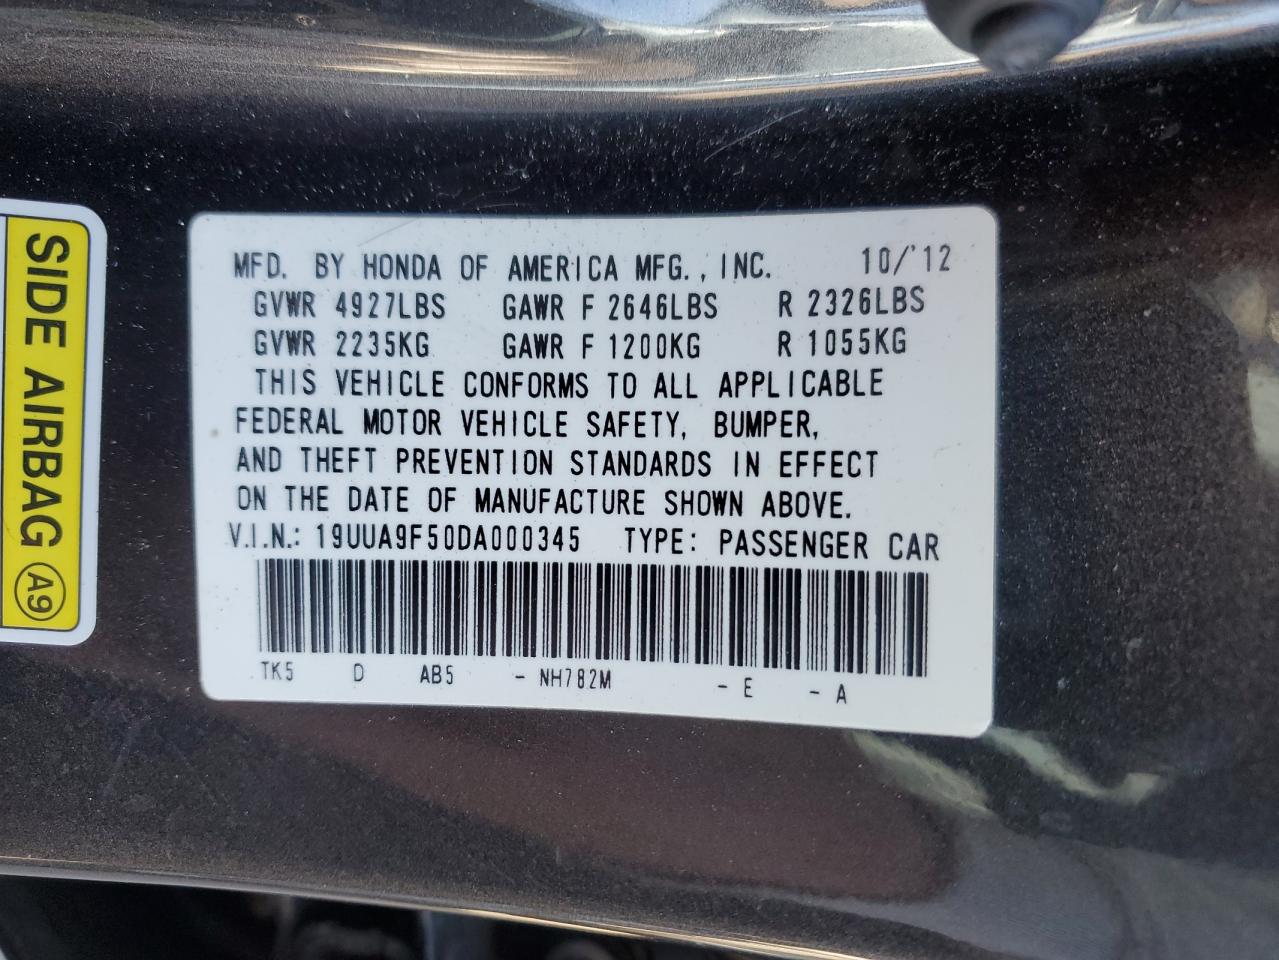 MFD. BY HONDA OF AMERICA MFG., INC. 10/'12
GVWR 4927LBS GAWR F 2646LBS R 2326LBS
GVWR 2235KG GAWR F 1200KG R 1055KG
THIS VEHICLE CONFORMS TO ALL APPLICABLE
FEDERAL MOTOR VEHICLE SAFETY, BUMPER,
AND THEFT PREVENTION STANDARDS IN EFFECT
ON THE DATE OF MANUFACTURE SHOWN ABOVE.
V.I.N.: 19UUA9F50DA000345 TYPE: PASSENGER CAR
TK5 D AB5 - NH782M - E - A
SIDE AIRBAG A9